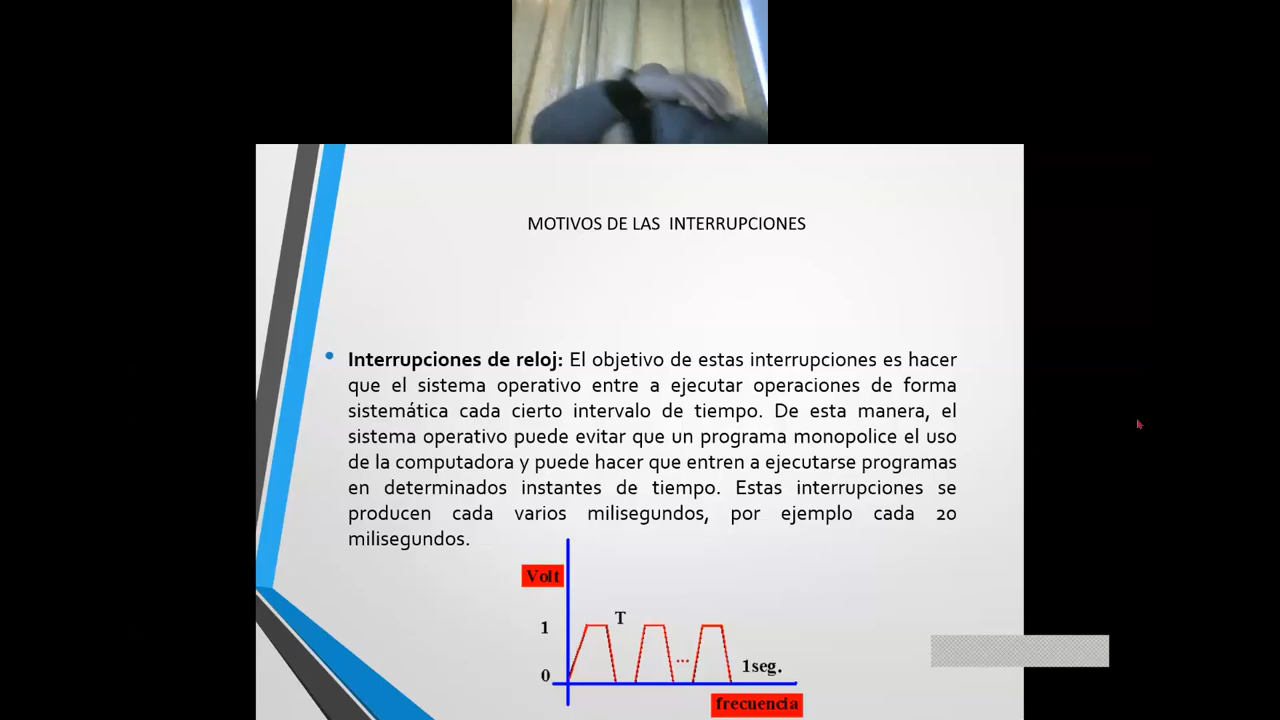 MOTIVOS DE LAS INTERRUPCIONES
Interrupciones de reloj: El objetivo de estas interrupciones es hacer
que el sistema operativo entre a ejecutar operaciones de forma
sistemática cada cierto intervalo de tiempo. De esta manera, el
sistema operativo puede evitar que un programa monopolice el uso
de la computadora y puede hacer que entren a ejecutarse programas
en determinados instantes de tiempo. Estas interrupciones se
producen cada varios milisegundos, por ejemplo cada 20
milisegundos.
Volt
T
1
...
1seg.
0
frecuencia